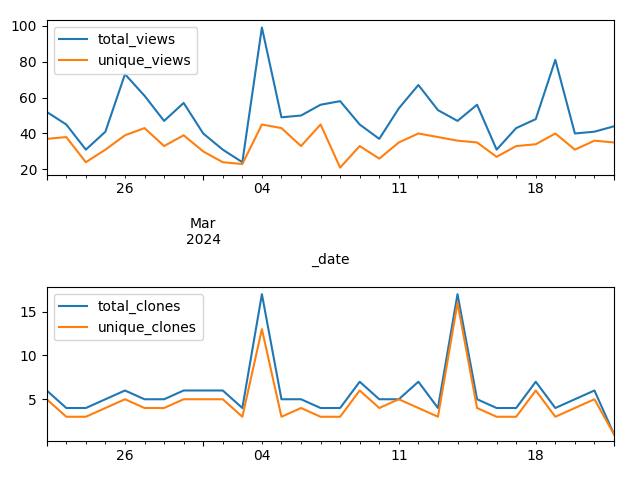 100
80
60
40
20
total_views
unique_views
26
04
11
18
Mar
2024
_date
15
10
5
total_clones
unique_clones
26
04
11
18